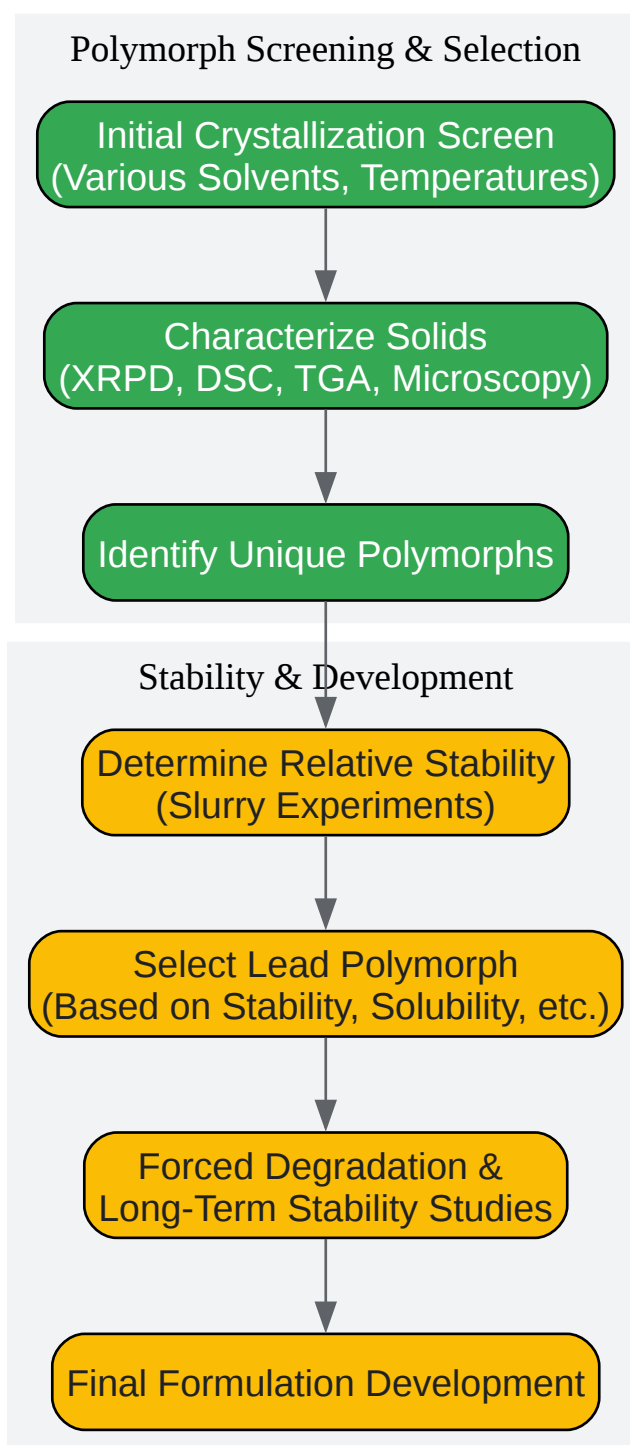 Polymorph Screening & Selection
Initial Crystallization Screen
(Various Solvents, Temperatures)
Characterize Solids
(XRPD, DSC, TGA, Microscopy)
Identify Unique Polymorphs
Stability & Development
Determine Relative Stability
(Slurry Experiments)
Select Lead Polymorph
(Based on Stability, Solubility, etc.)
Forced Degradation &
Long-Term Stability Studies
Final Formulation Development